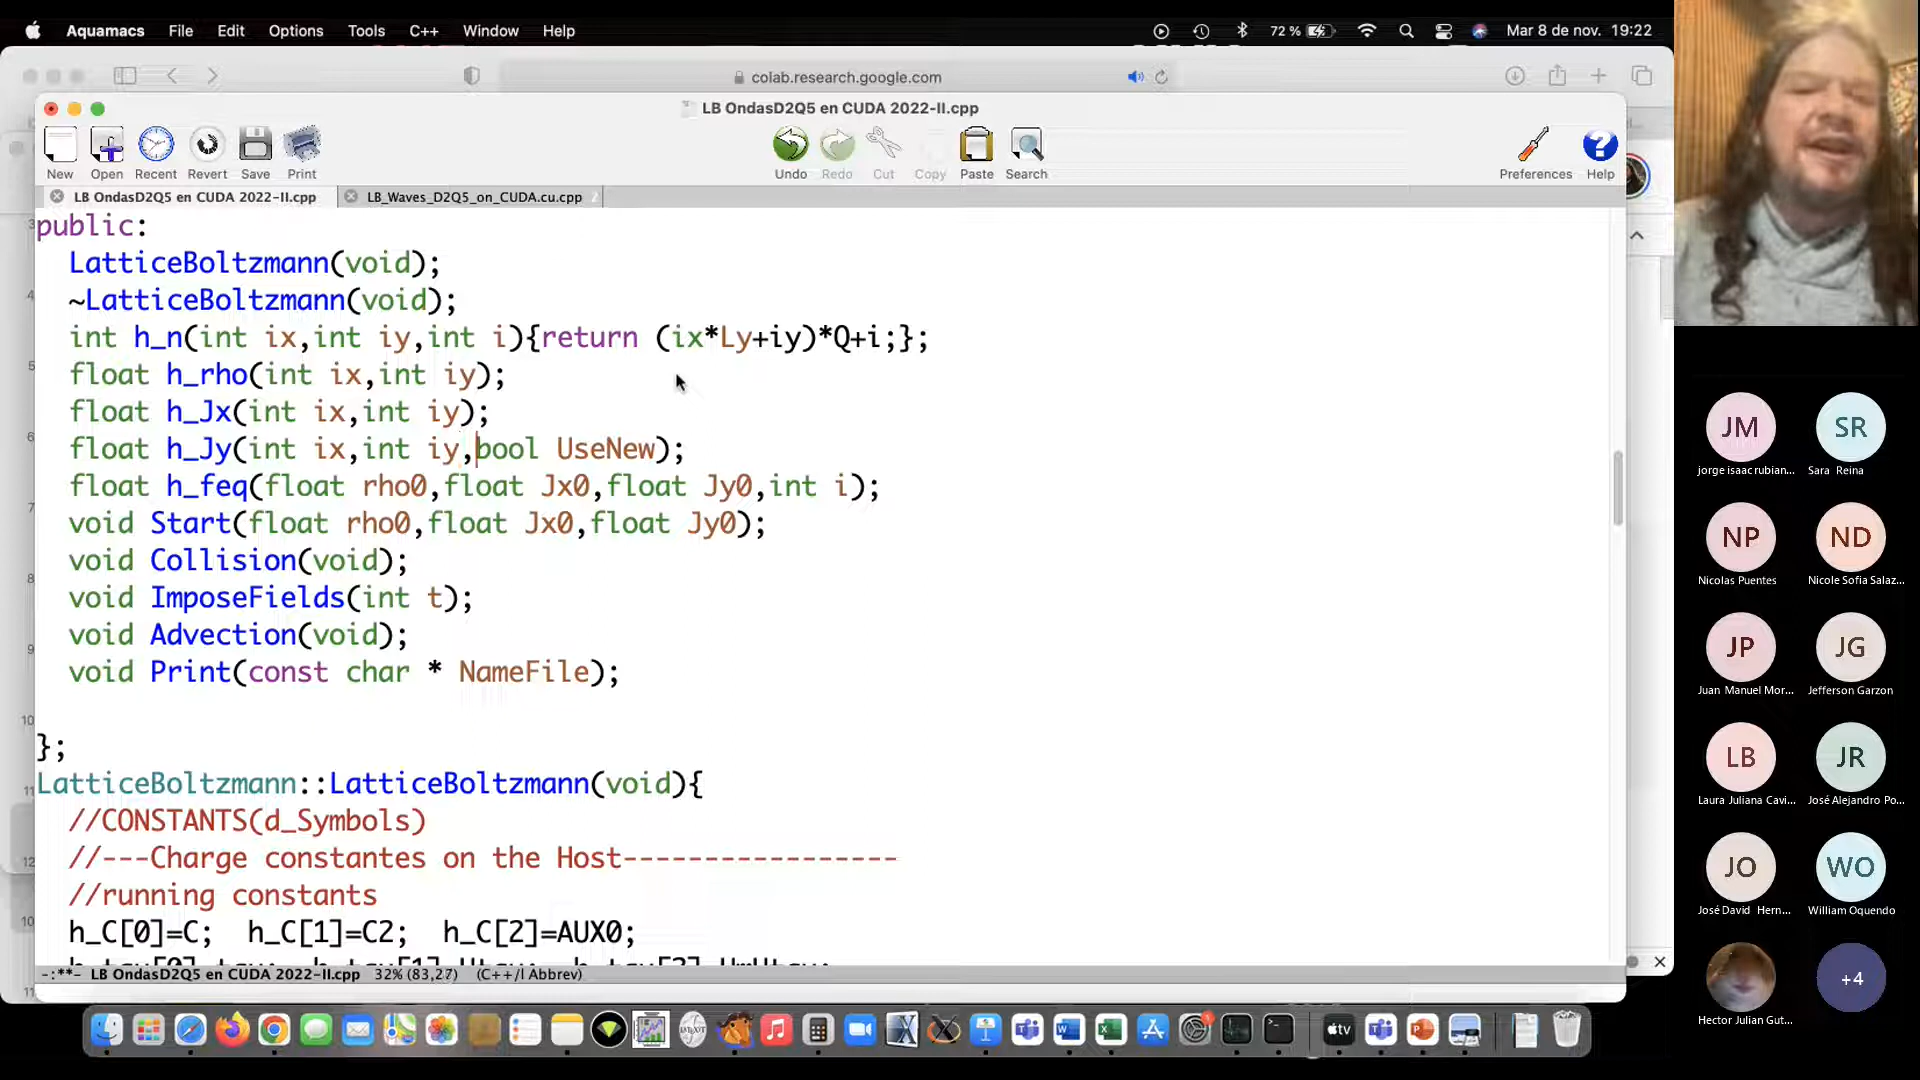 Aquamacs File Edit Options Tools C++ Window Help 72 % Mar 8 de nov. 19:22
colab.research.google.com
LB OndasD2Q5 en CUDA 2022-II.cpp
New Open Recent Revert Save Print Undo Redo Cut Copy Paste Search Preferences Help
LB OndasD2Q5 en CUDA 2022-II.cpp LB_Waves_D2Q5_on_CUDA.cu.cpp
public:
LatticeBoltzmann(void);
~LatticeBoltzmann(void);
int h_n(int ix,int iy,int i){return (ix*Ly+iy)*Q+i;};
float h_rho(int ix,int iy);
float h_Jx(int ix,int iy);
float h_Jy(int ix,int iy,bool UseNew);
float h_feq(float rho0,float Jx0,float Jy0,int i);
void Start(float rho0,float Jx0,float Jy0);
void Collision(void);
void ImposeFields(int t);
void Advection(void);
void Print(const char * NameFile);
};
LatticeBoltzmann::LatticeBoltzmann(void){
//CONSTANTS(d_Symbols)
//---Charge constantes on the Host-----------------
//running constants
h_C[0]=C; h_C[1]=C2; h_C[2]=AUX0;
-:**- LB OndasD2Q5 en CUDA 2022-II.cpp 32% (83,27) (C++/l Abbrev)
JM SR
jorge isaac rubian... Sara Reina
NP ND
Nicolas Puentes Nicole Sofia Salaz...
JP JG
Juan Manuel Mor... Jefferson Garzon
LB JR
Laura Juliana Cavi... José Alejandro Po...
JO WO
José David Hern... William Oquendo
+4
Hector Julian Gut...
tv